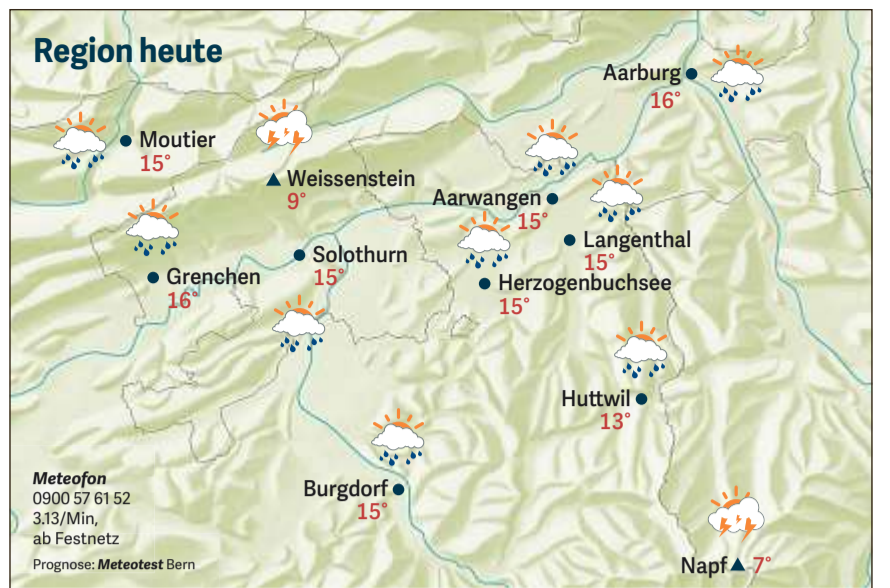 Region heute
Aarburg
16°
Moutier
15°
Weissenstein
9°
Aarwangen
15°
Langenthal
15°
Solothurn
15°
Grenchen
16°
Herzogenbuchsee
15°
Huttwil
13°
Burgdorf
15°
Napf 7°
Meteofon
0900 57 61 52
3.13/Min,
ab Festnetz
Prognose: Meteotest Bern